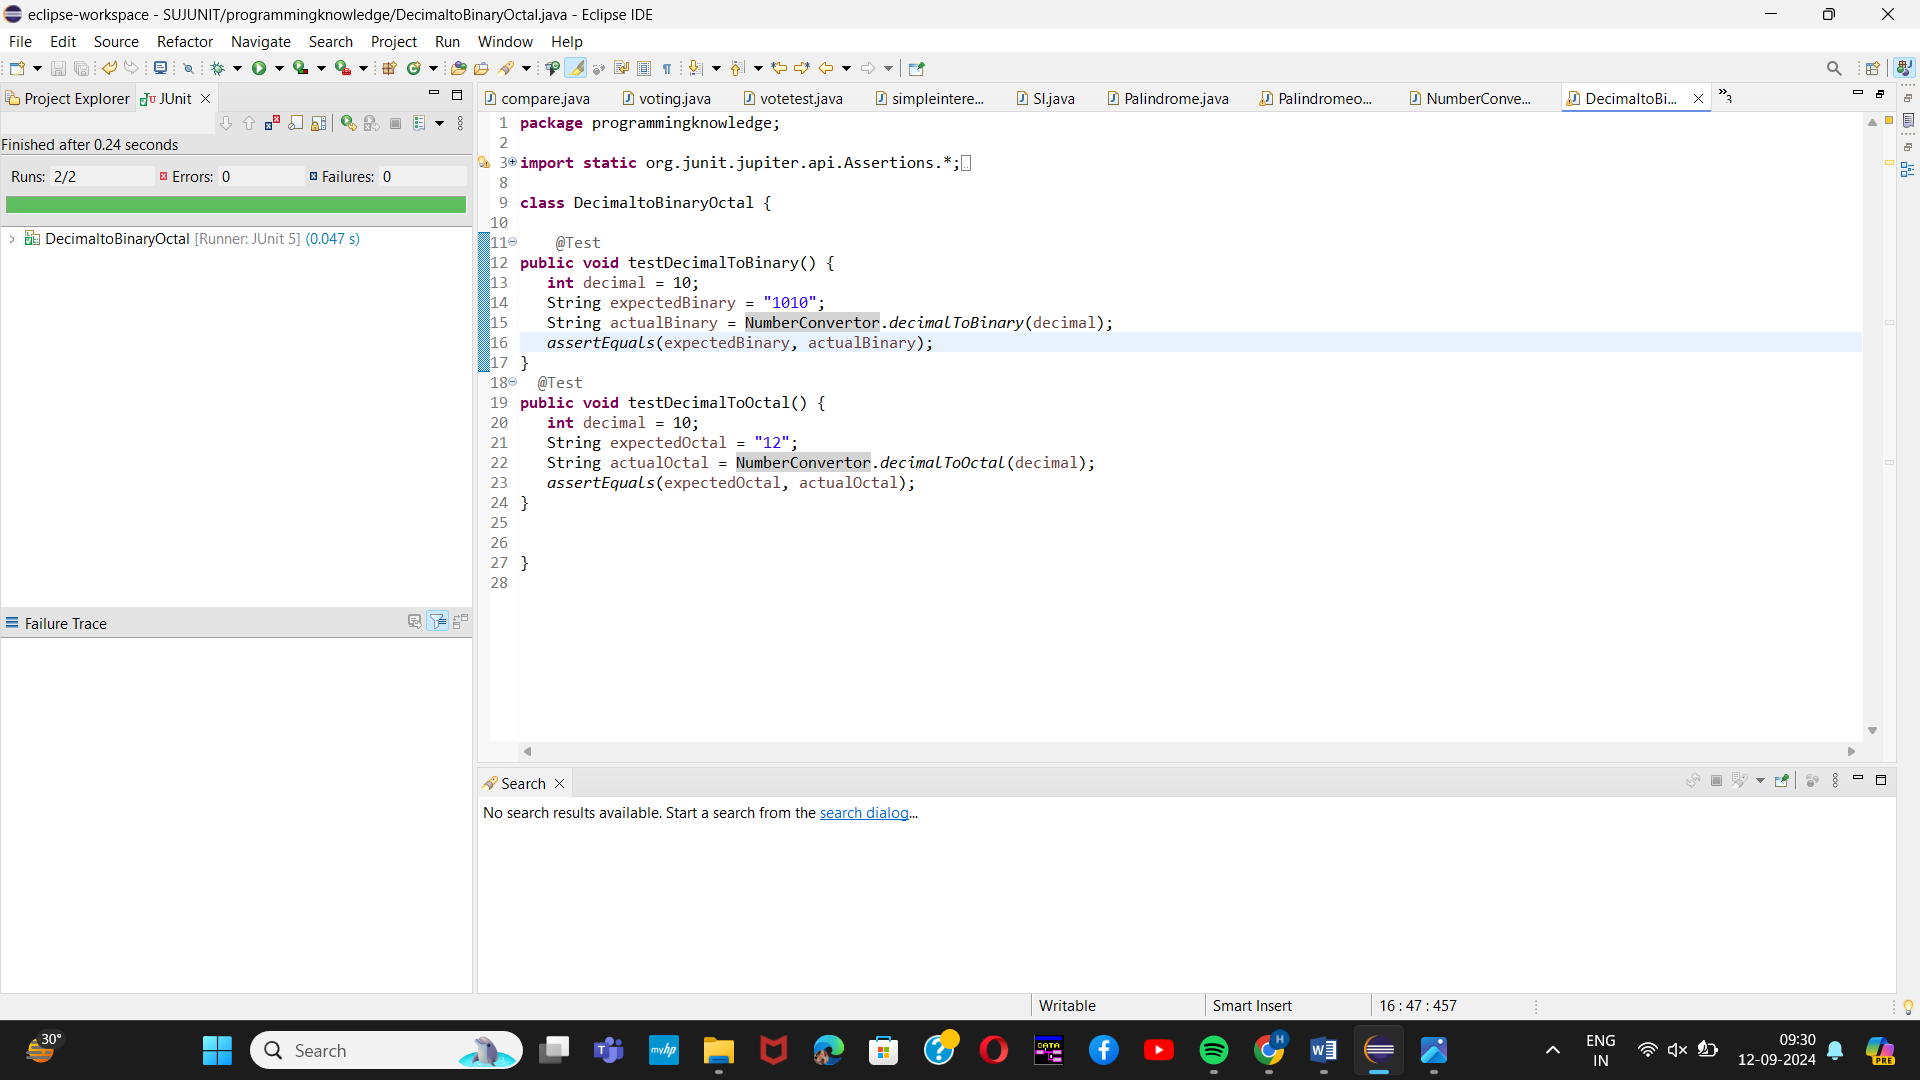 eclipse-workspace - SUJUNIT/programmingknowledge/DecimaltoBinaryOctal.java - Eclipse IDE
File Edit Source Refactor Navigate Search Project Run Window Help
Project Explorer JUnit
compare.java voting.java votetest.java simpleintere... SI.java Palindrome.java Palindromeo... NumberConve... DecimaltoBi... 3
Finished after 0.24 seconds
Runs: 2/2 Errors: 0 Failures: 0
DecimaltoBinaryOctal [Runner: JUnit 5] (0.047 s)
Failure Trace
1 package programmingknowledge;
2
3 import static org.junit.jupiter.api.Assertions.*;
8
9 class DecimaltoBinaryOctal {
10
11 @Test
12 public void testDecimalToBinary() {
13 int decimal = 10;
14 String expectedBinary = "1010";
15 String actualBinary = NumberConvertor.decimalToBinary(decimal);
16 assertEquals(expectedBinary, actualBinary);
17 }
18 @Test
19 public void testDecimalToOctal() {
20 int decimal = 10;
21 String expectedOctal = "12";
22 String actualOctal = NumberConvertor.decimalToOctal(decimal);
23 assertEquals(expectedOctal, actualOctal);
24 }
25
26
27 }
28
Search
No search results available. Start a search from the search dialog...
Writable Smart Insert 16 : 47 : 457
30°
Search
myhp
DATA
H
W
PRE
ENG
IN
09:30
12-09-2024